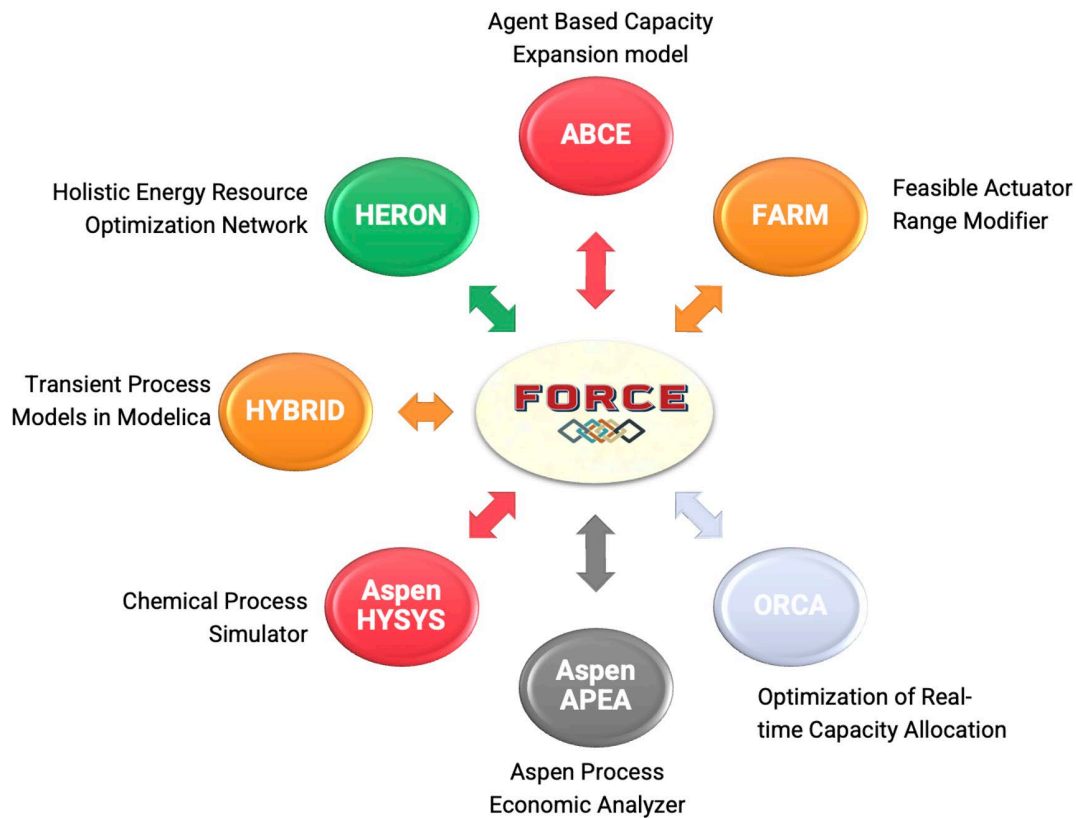 Agent Based Capacity
Expansion model
ABCE
Holistic Energy Resource
Optimization Network
HERON
FARM
Feasible Actuator
Range Modifier
Transient Process
Models in Modelica
HYBRID
FORCE
Chemical Process
Simulator
Aspen
HYSYS
Aspen
APEA
Aspen Process
Economic Analyzer
ORCA
Optimization of Real-
time Capacity Allocation